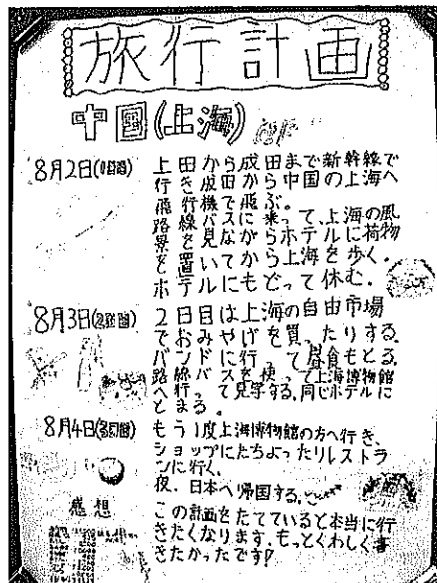 旅行計画
中国(上海)
8月2日(1日目)
上田から成田まで新幹線で
行き成田から中国の上海へ
飛行機で飛ぶ。
路線バスに乗って、上海の風
景を見ながらホテルに荷物
を置いてから上海を歩く。
ホテルにもどって休む。
8月3日(2日目)
2日目は上海の自由市場
でおみやげを買ったりする。
バンドに行って昼食もとる。
路線バスを使って上海博物館
へ行って見学する。同じホテルに
とまる。
8月4日(3日目)
もう1度上海博物館の方へ行き、
ショップにたちよったりレストラ
ンに行く。
夜、日本へ帰国する。
感想
この計画をたてていると本当に行
きたくなります。もっとくわしく書
きたかったです!